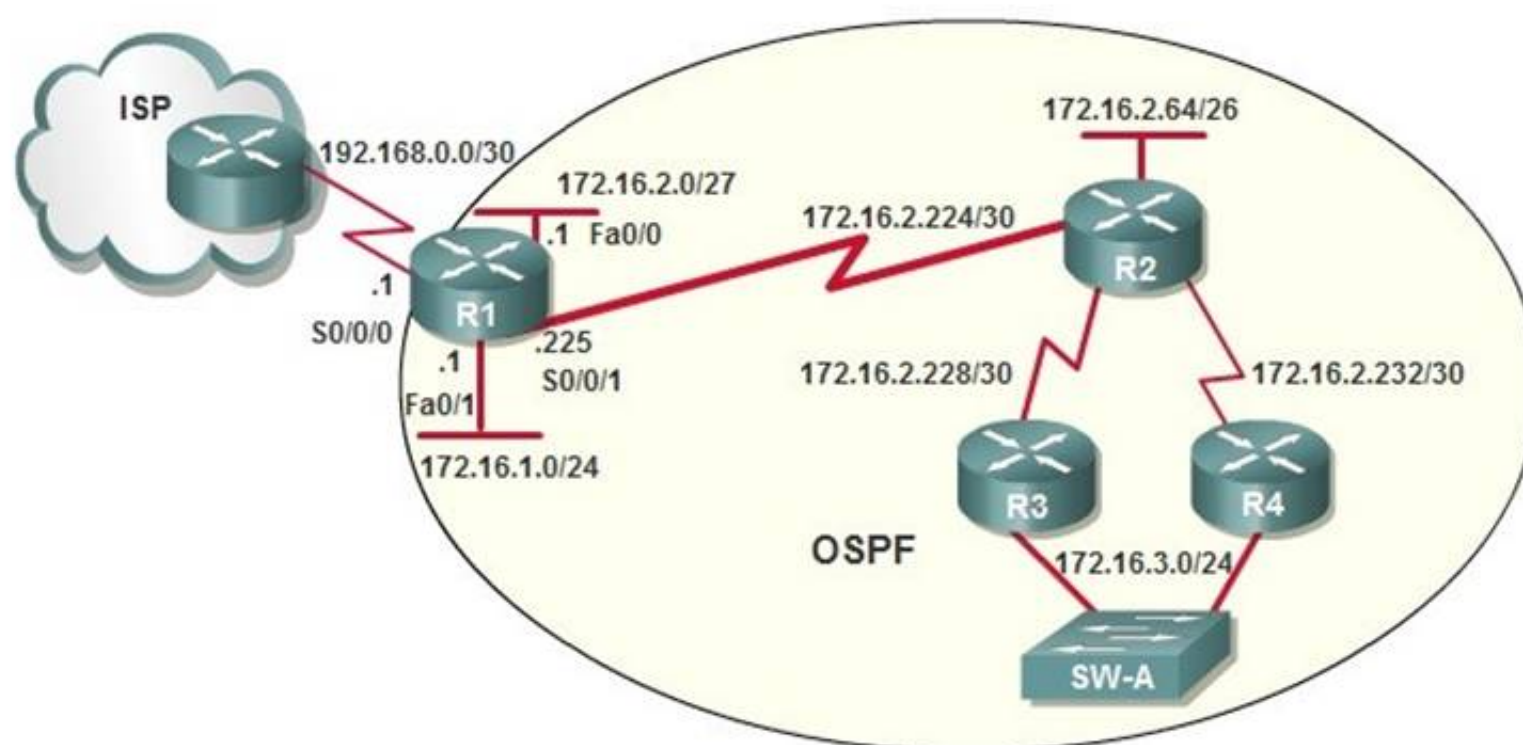 ISP
192.168.0.0/30
172.16.2.0/27
.1 Fa0/0
.1
S0/0/0
R1
.225
S0/0/1
.1
Fa0/1
172.16.1.0/24
172.16.2.224/30
172.16.2.64/26
R2
172.16.2.228/30
172.16.2.232/30
R3
R4
OSPF
172.16.3.0/24
SW-A